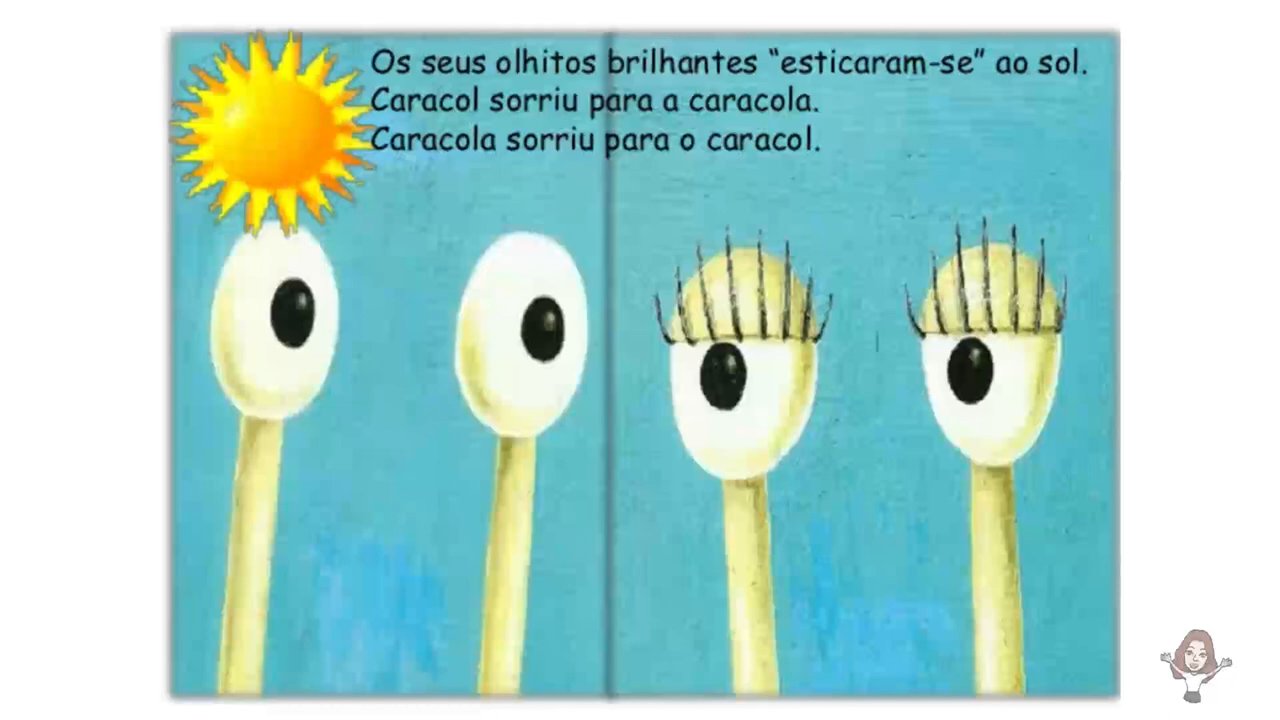 Os seus olhitos brilhantes “esticaram-se” ao sol.
Caracol sorriu para a caracola.
Caracola sorriu para o caracol.